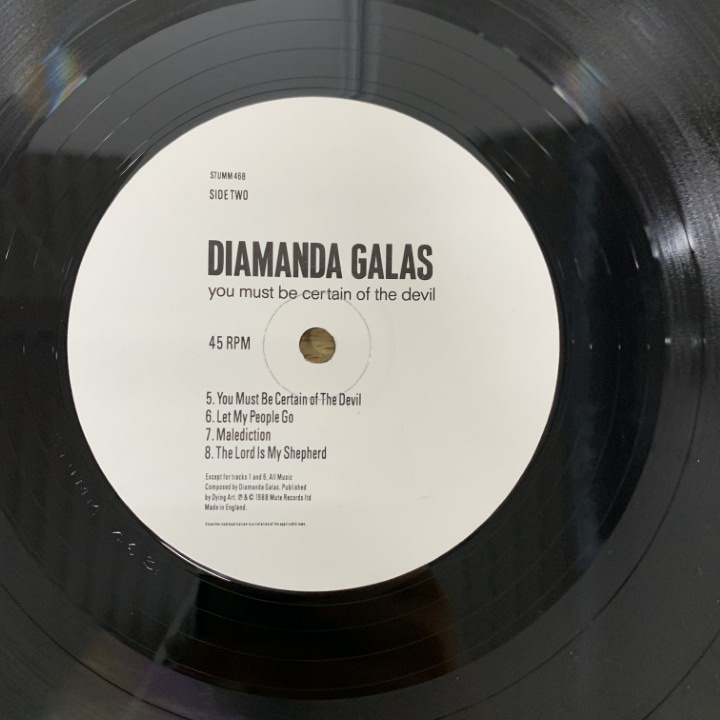 STUMM46B
SIDE TWO
DIAMANDA GALAS
you must be certain of the devil
45 RPM
5. You Must Be Certain of The Devil
6. Let My People Go
7. Malediction
8. The Lord Is My Shepherd
Except for tracks 1 and 6, All Music
Composed by Diamanda Galas. Published
by Dying Art. ℗ & © 1988 Mute Records ltd
Made in England.